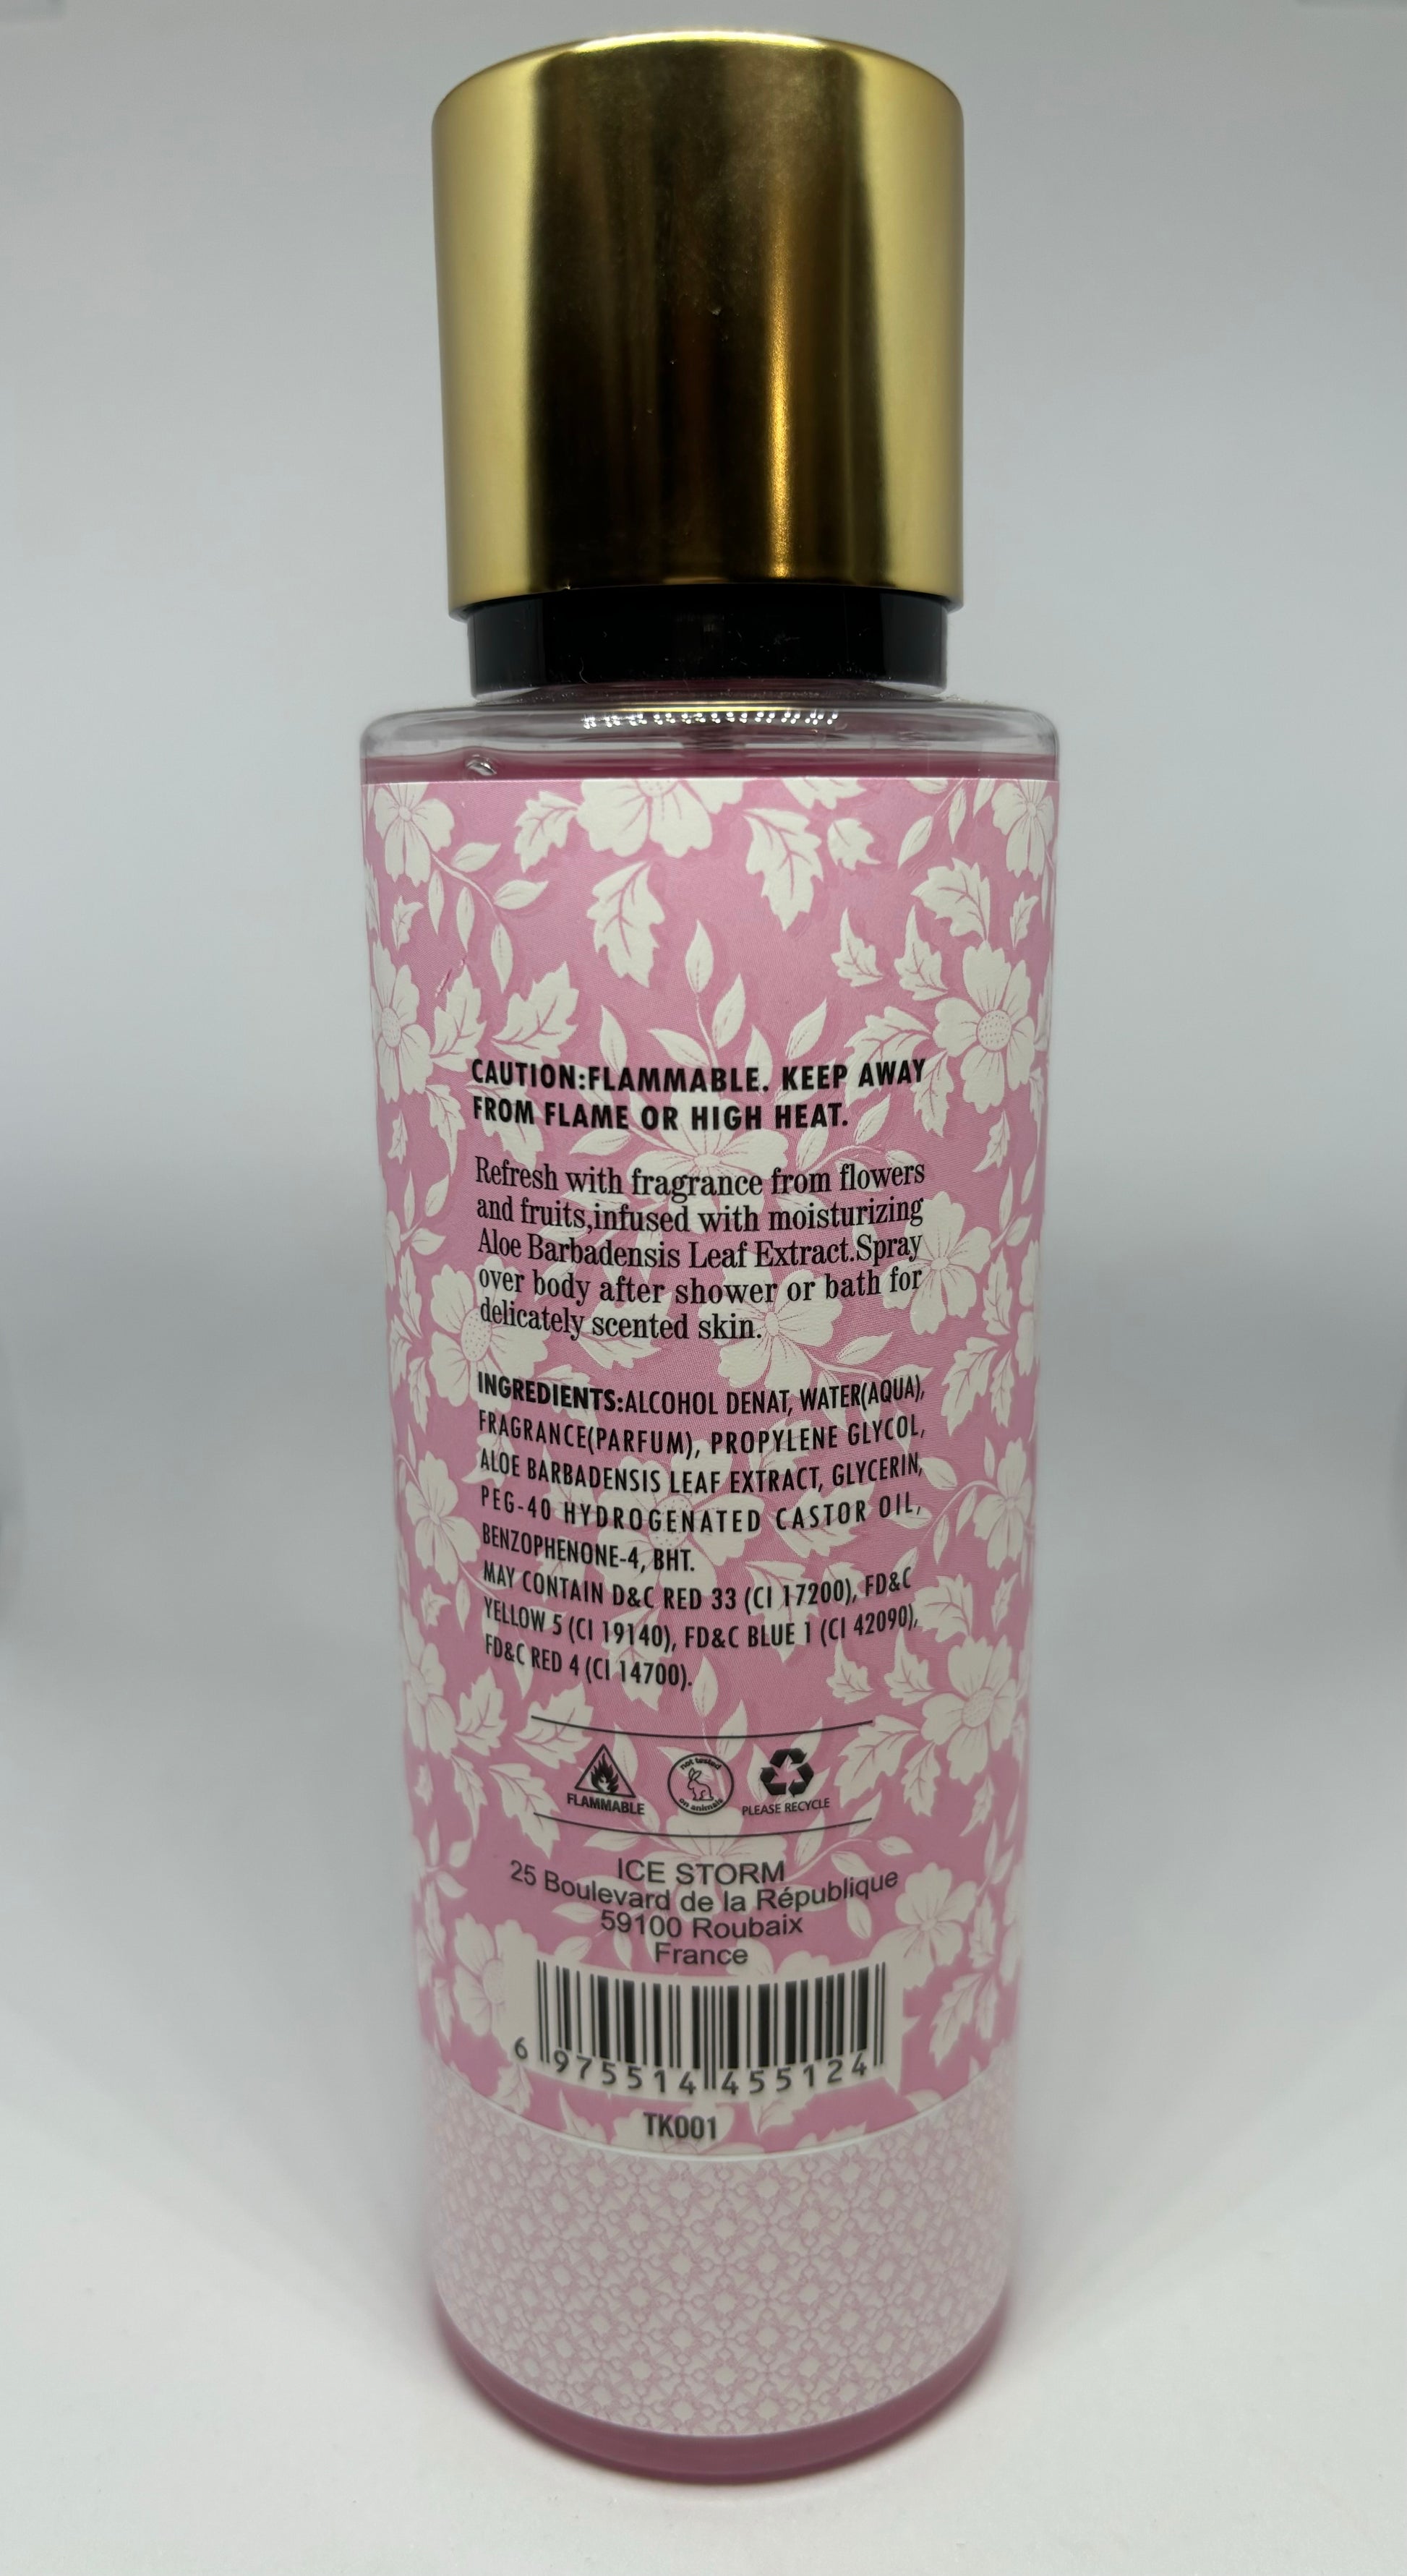 CAUTION:FLAMMABLE. KEEP AWAY
FROM FLAME OR HIGH HEAT.
Refresh with fragrance from flowers
and fruits,infused with moisturizing
Aloe Barbadensis Leaf Extract.Spray
over body after shower or bath for
delicately scented skin.
INGREDIENTS:ALCOHOL DENAT, WATER(AQUA),
FRAGRANCE(PARFUM), PROPYLENE GLYCOL,
ALOE BARBADENSIS LEAF EXTRACT, GLYCERIN,
PEG-40 HYDROGENATED CASTOR OIL,
BENZOPHENONE-4, BHT.
MAY CONTAIN D&C RED 33 (CI 17200), FD&C
YELLOW 5 (CI 19140), FD&C BLUE 1 (CI 42090),
FD&C RED 4 (CI 14700).
FLAMMABLE
not tested
on animals
PLEASE RECYCLE
ICE STORM
25 Boulevard de la République
59100 Roubaix
France
6 975514 455124
TK001